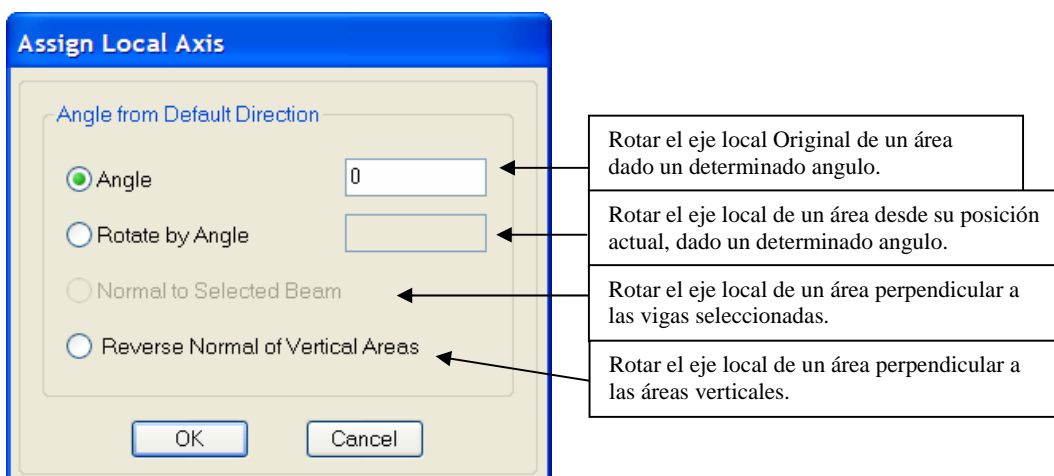 Assign Local Axis
Angle from Default Direction
Angle
0
Rotar el eje local Original de un área
dado un determinado angulo.
Rotate by Angle
Rotar el eje local de un área desde su posición
actual, dado un determinado angulo.
Normal to Selected Beam
Rotar el eje local de un área perpendicular a
las vigas seleccionadas.
Reverse Normal of Vertical Areas
Rotar el eje local de un área perpendicular a
las áreas verticales.
OK
Cancel